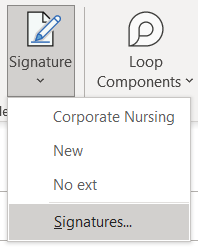 Signature
Loop
Components
Corporate Nursing
New
No ext
Signatures...